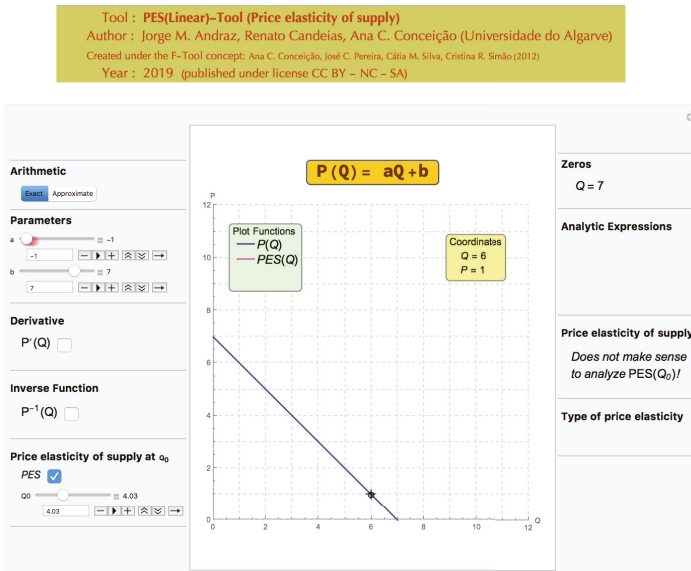 Tool : PES(Linear)–Tool (Price elasticity of supply)
Author : Jorge M. Andraz, Renato Candeias, Ana C. Conceição (Universidade do Algarve)
Created under the F–Tool concept: Ana C. Conceição, José C. Pereira, Cátia M. Silva, Cristina R. Simão (2012)
Year : 2019 (published under license CC BY – NC – SA)
Arithmetic
Exact Approximate
Parameters
a -1
-1
b 7
7
Derivative
P′(Q)
Inverse Function
P⁻¹(Q)
Price elasticity of supply at Q₀
PES
Q0 4.03
4.03
P(Q) = aQ+b
P
12
10
8
6
4
2
0
0 2 4 6 8 10 12 Q
Plot Functions
P(Q)
PES(Q)
Coordinates
Q = 6
P ≃ 1
Zeros
Q = 7
Analytic Expressions
Price elasticity of supply
Does not make sense
to analyze PES(Q₀)!
Type of price elasticity